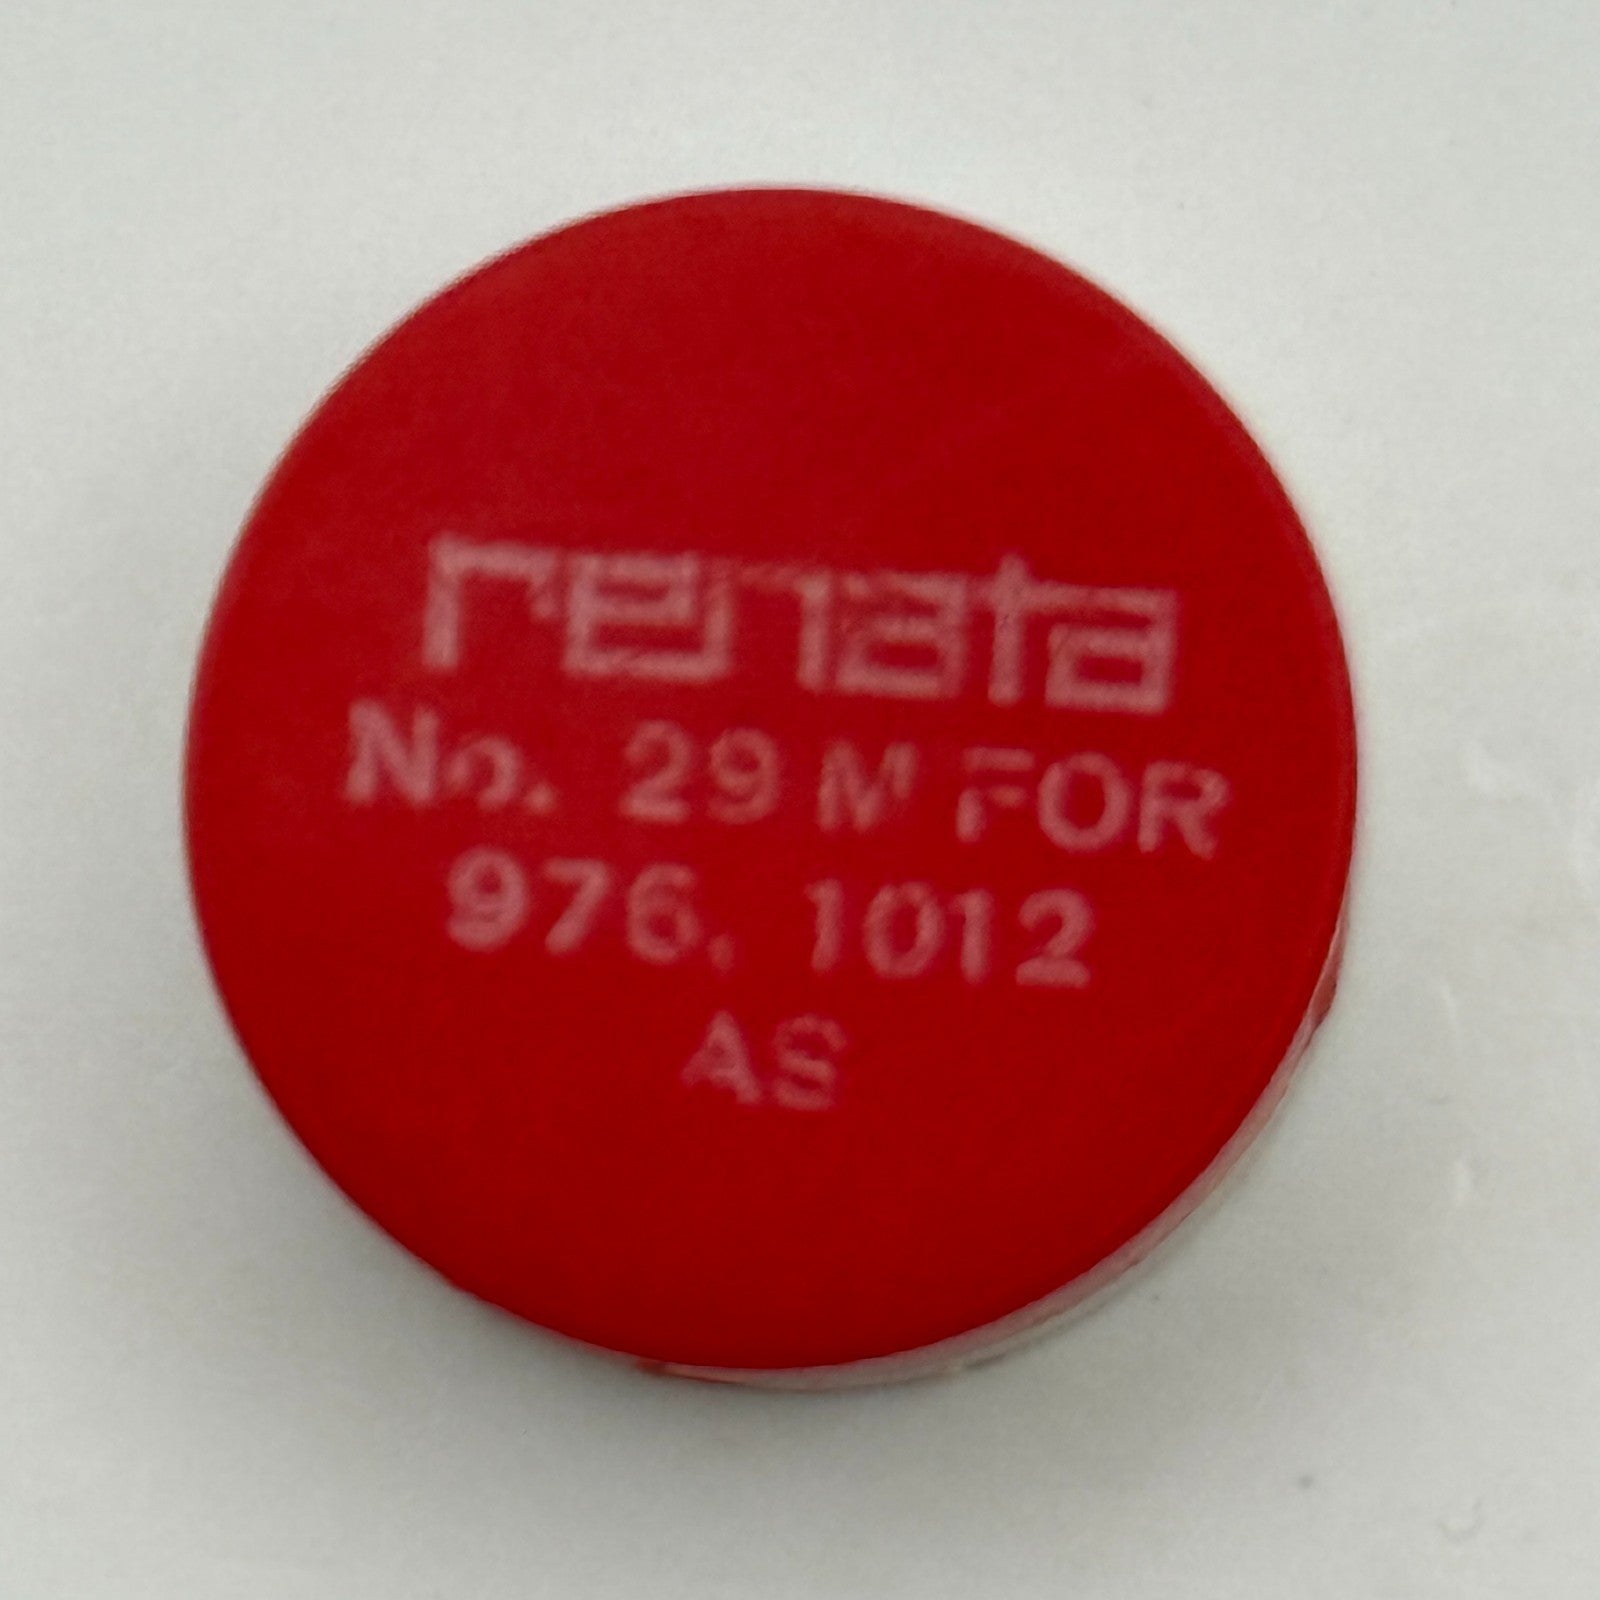 renata
No. 29 M FOR
976, 1012
AS